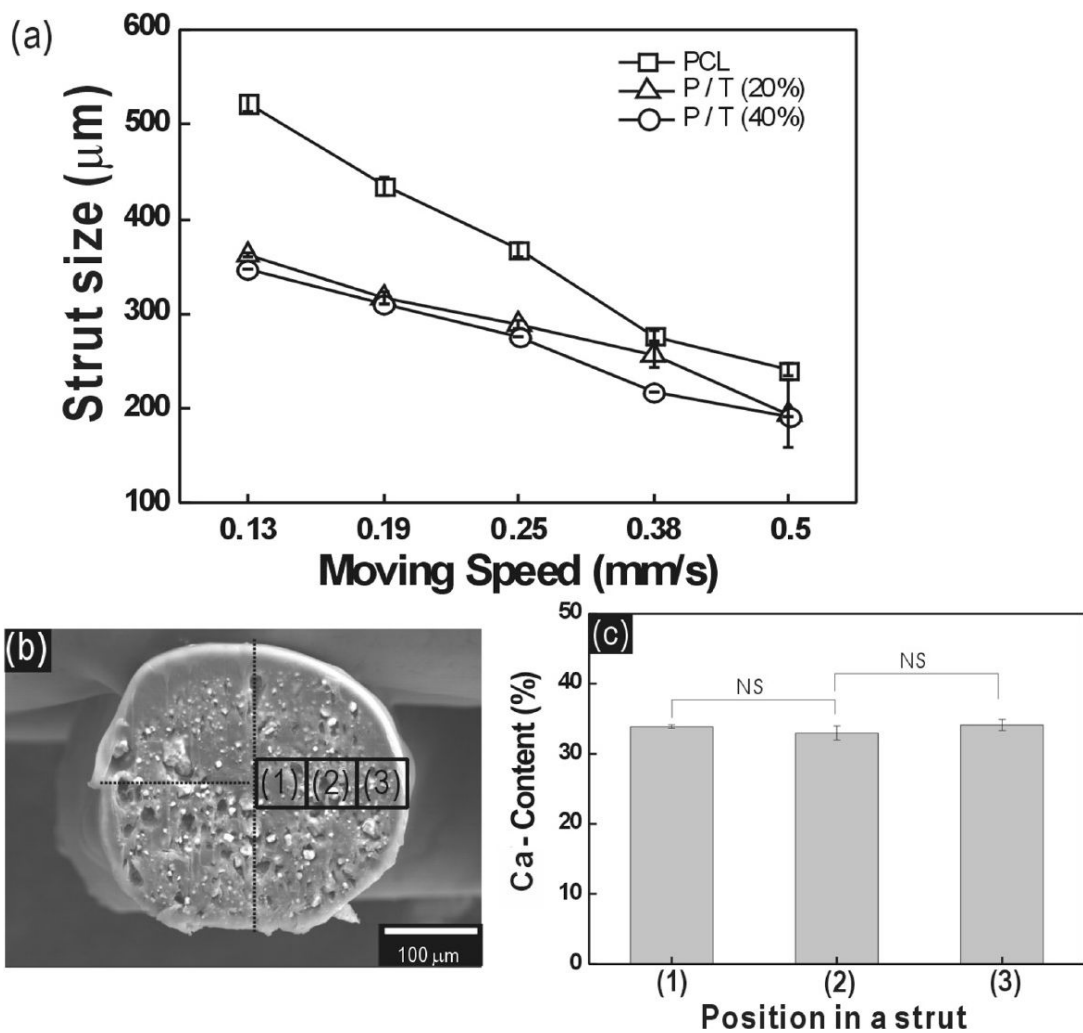 (a)
600
500
400
300
200
100
Strut size (μm)
PCL
P / T (20%)
P / T (40%)
0.13 0.19 0.25 0.38 0.5
Moving Speed (mm/s)
(b)
(1) (2) (3)
100 μm
(c)
50
40
30
20
10
0
Ca - Content (%)
NS
NS
(1) (2) (3)
Position in a strut